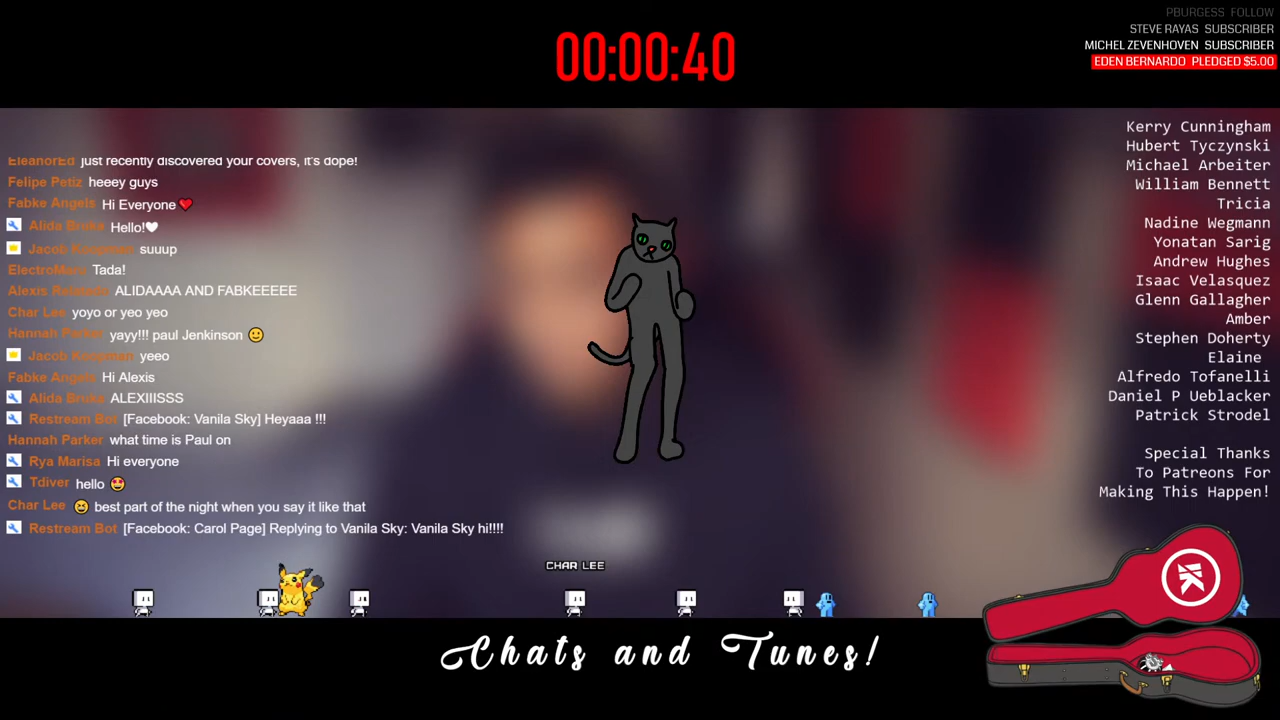 00:00:40
PBURGESS FOLLOW
STEVE RAYAS SUBSCRIBER
MICHEL ZEVENHOVEN SUBSCRIBER
EDEN BERNARDO PLEDGED $5.00
EleanorEd just recently discovered your covers, it's dope!
Felipe Petiz heeey guys
Fabke Angels Hi Everyone❤️
Alida Bruka Hello!🤍
Jacob suuup
Tada!
Alexis ALIDAAAA AND FABKEEEEE
Char Lee yoyo or yeo yeo
Hannah Parker yayy!!! paul Jenkinson 🙂
Jacob yeeo
Fabke Angels Hi Alexis
Alida Bruka ALEXIIISSS
Restream Bot [Facebook: Vanila Sky] Heyaaa !!!
Hannah Parker what time is Paul on
Rya Marisa Hi everyone
Tdiver hello 🤩
Char Lee 😆 best part of the night when you say it like that
Restream Bot [Facebook: Carol Page] Replying to Vanila Sky: Vanila Sky hi!!!!
Kerry Cunningham
Hubert Tyczynski
Michael Arbeiter
William Bennett
Tricia
Nadine Wegmann
Yonatan Sarig
Andrew Hughes
Isaac Velasquez
Glenn Gallagher
Amber
Stephen Doherty
Elaine
Alfredo Tofanelli
Daniel P Ueblacker
Patrick Strodel
Special Thanks
To Patreons For
Making This Happen!
CHAR LEE
Chats and Tunes!